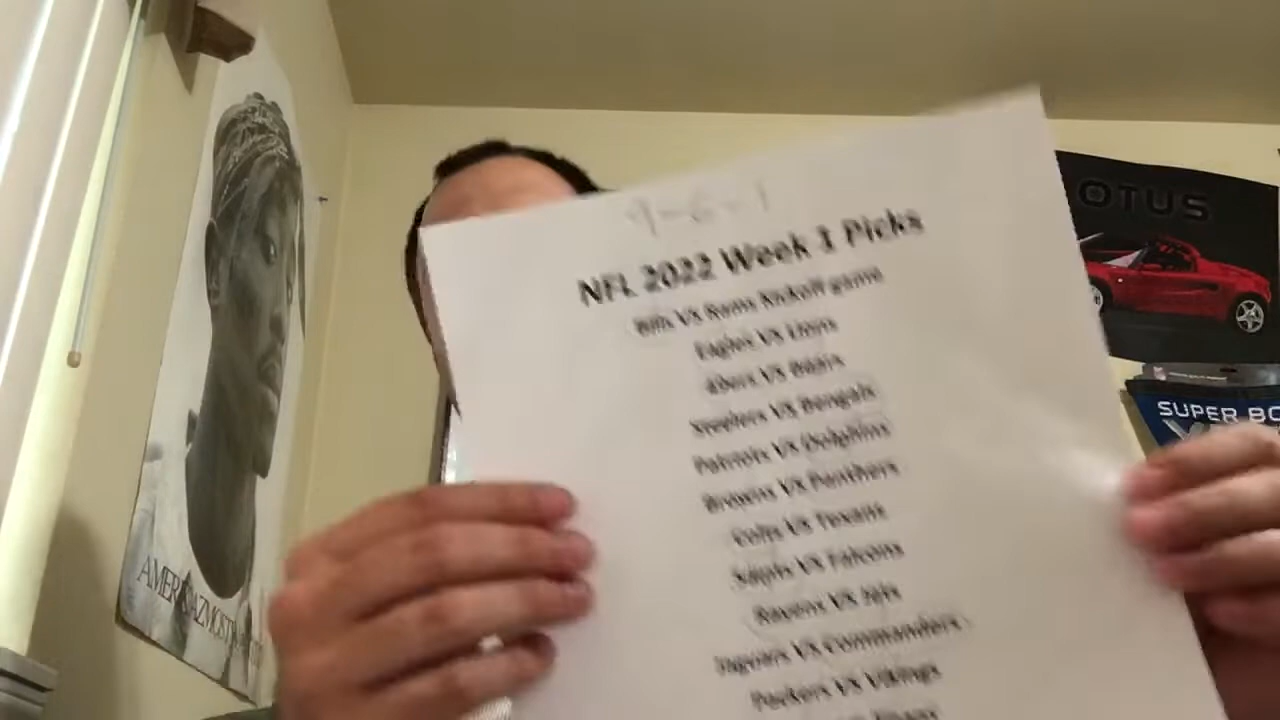 9-6-1
NFL 2022 Week 1 Picks
Bills VS Rams Kickoff game
Eagles VS Lions
49ers VS Bears
Steelers VS Bengals
Patriots VS Dolphins
Browns VS Panthers
Colts VS Texans
Saints VS Falcons
Ravens VS Jets
Jaguars VS Commanders
Packers VS Vikings
OTUS
SUPER BO